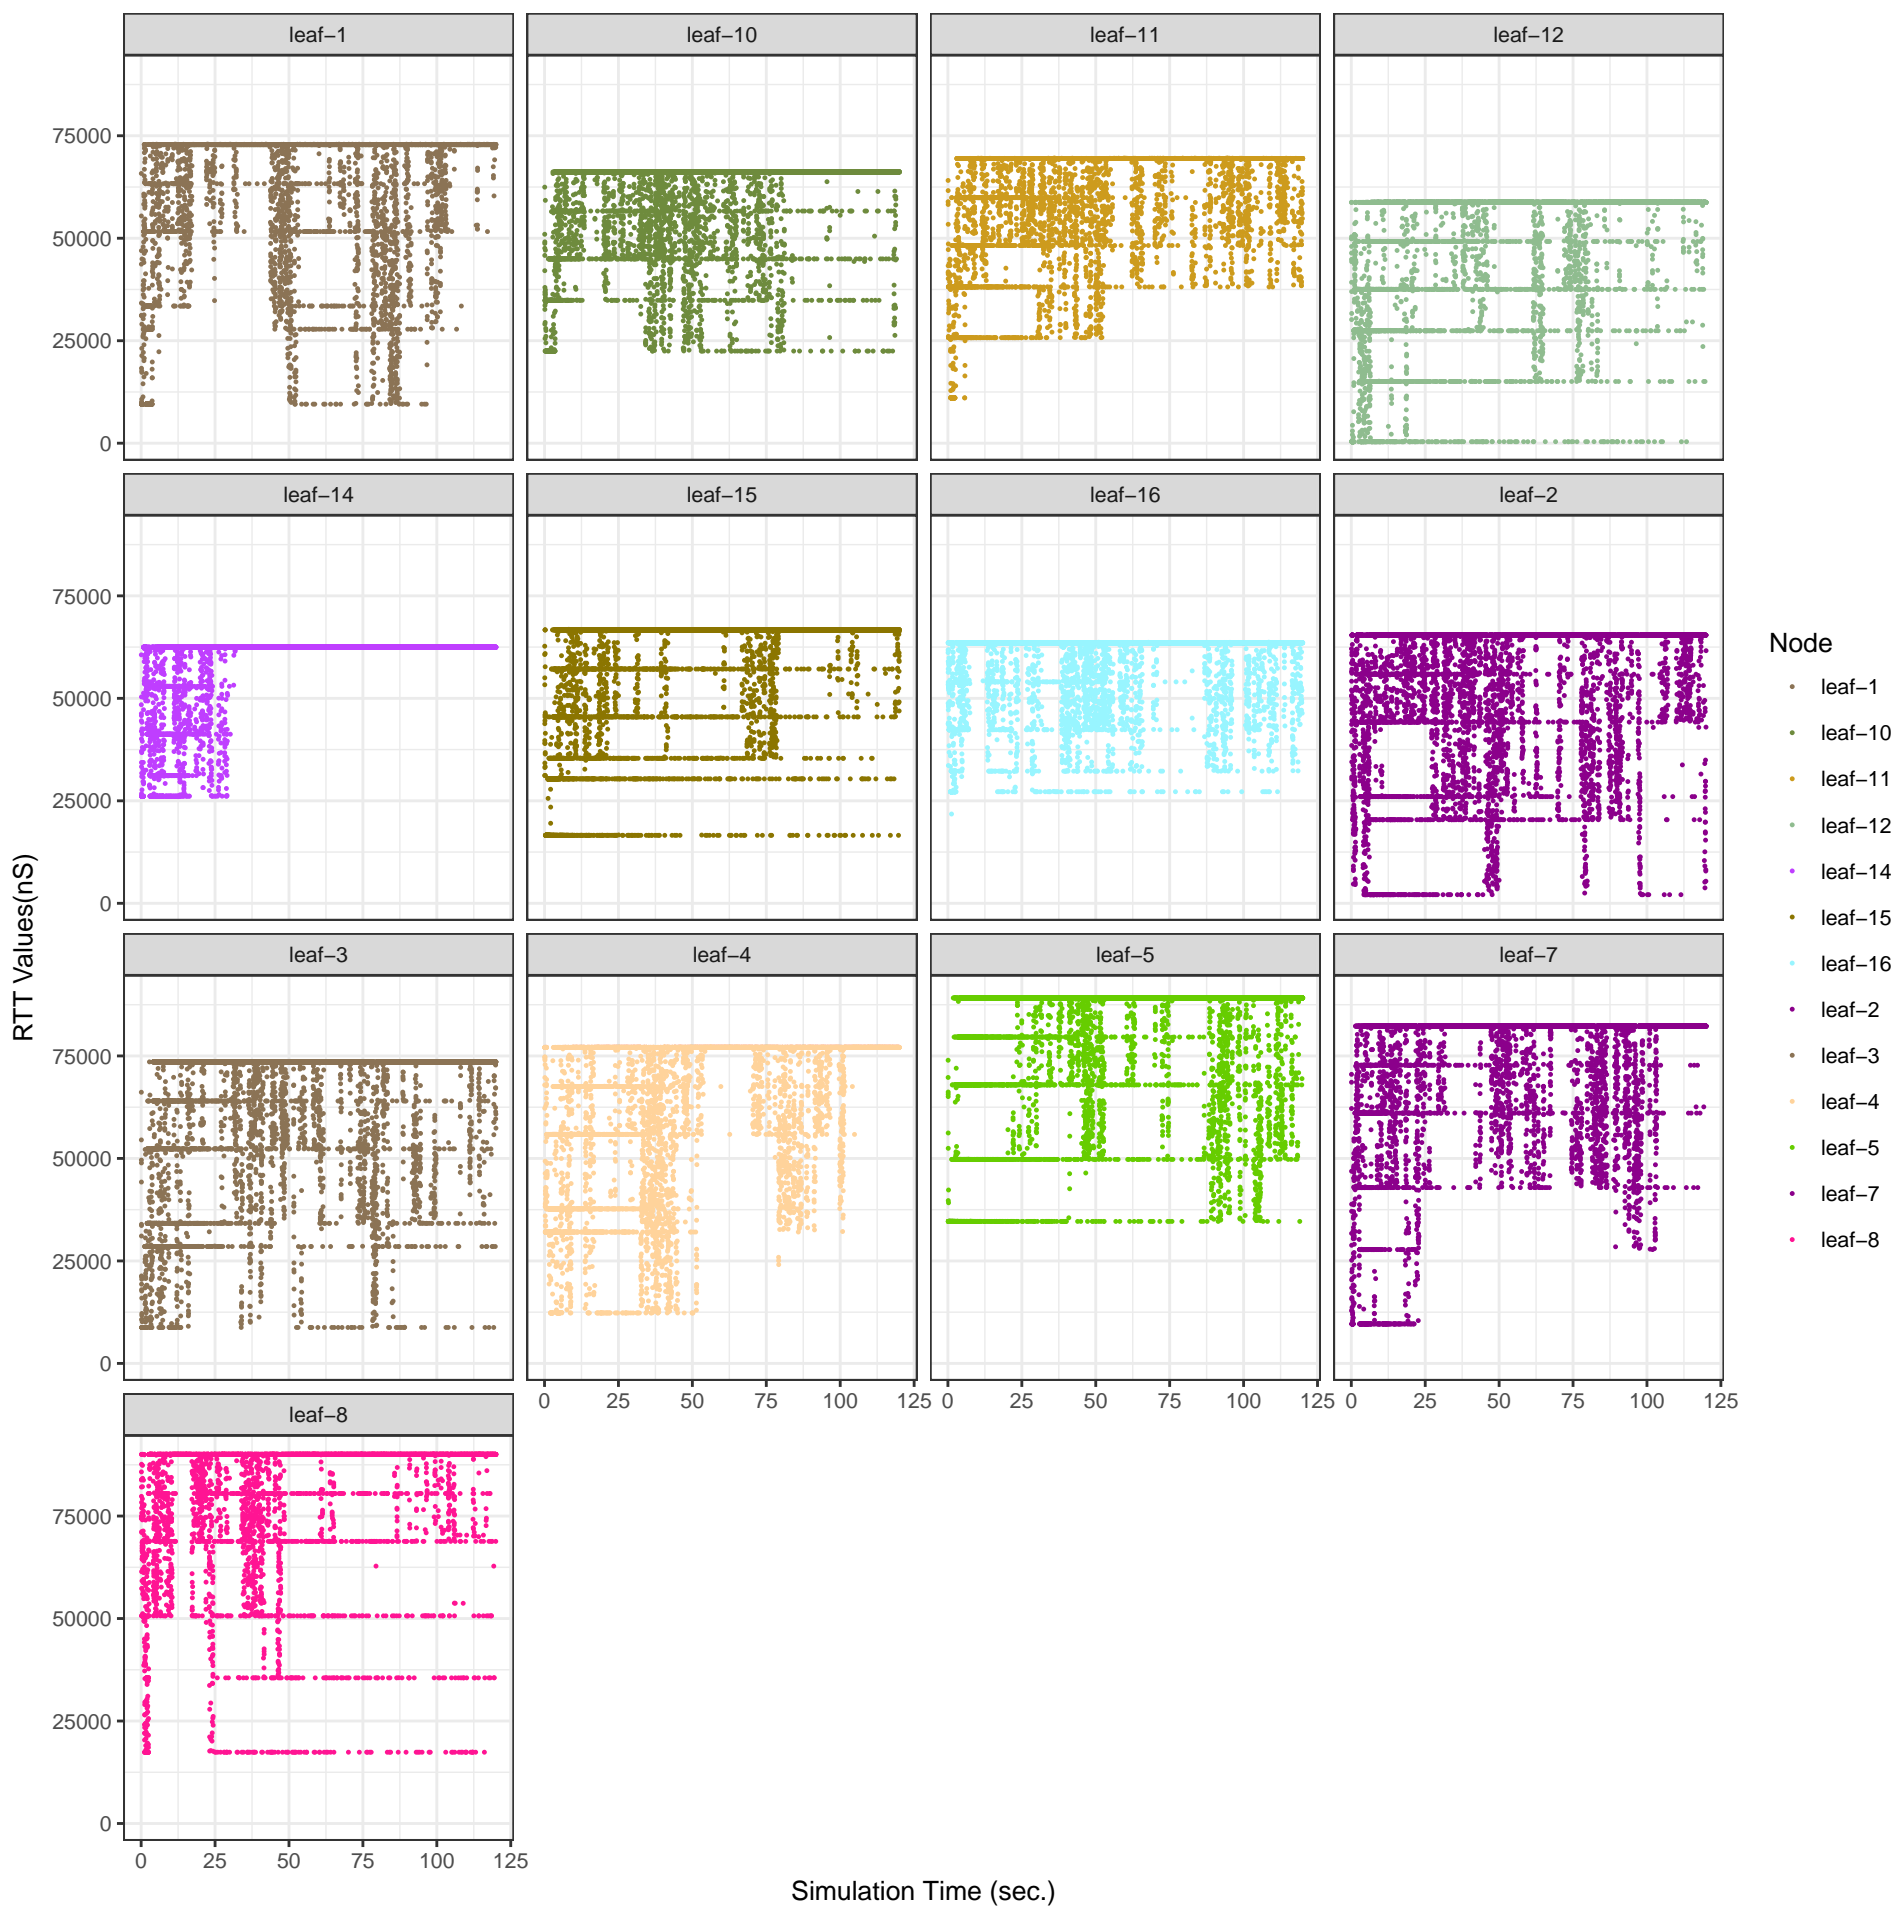 leaf−1 leaf−10 leaf−11 leaf−12
75000
50000
25000
0
leaf−14 leaf−15 leaf−16 leaf−2
75000
50000
25000
0
leaf−3 leaf−4 leaf−5 leaf−7
75000
50000
25000
0
0 25 50 75 100 125 0 25 50 75 100 125 0 25 50 75 100 125
leaf−8
75000
50000
25000
0
0 25 50 75 100 125
Simulation Time (sec.)
RTT Values(nS)
Node
leaf−1
leaf−10
leaf−11
leaf−12
leaf−14
leaf−15
leaf−16
leaf−2
leaf−3
leaf−4
leaf−5
leaf−7
leaf−8